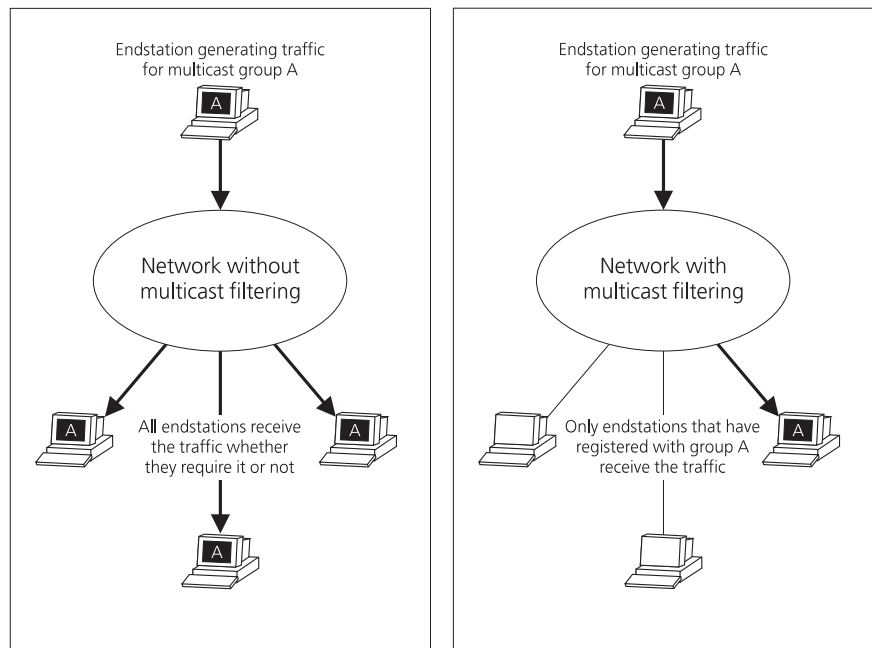 Endstation generating traffic
for multicast group A
A
Network without
multicast filtering
A
All endstations receive
the traffic whether
they require it or not
A
A
Endstation generating traffic
for multicast group A
A
Network with
multicast filtering
Only endstations that have
registered with group A
receive the traffic
A